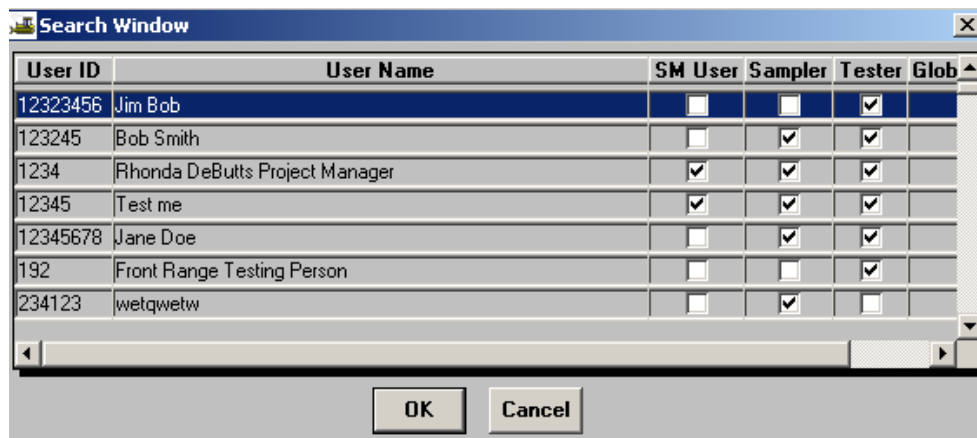 Search Window
User ID User Name SM User Sampler Tester Glob
12323456 Jim Bob
123245 Bob Smith
1234 Rhonda DeButts Project Manager
12345 Test me
12345678 Jane Doe
192 Front Range Testing Person
234123 wetqwetw
OK Cancel